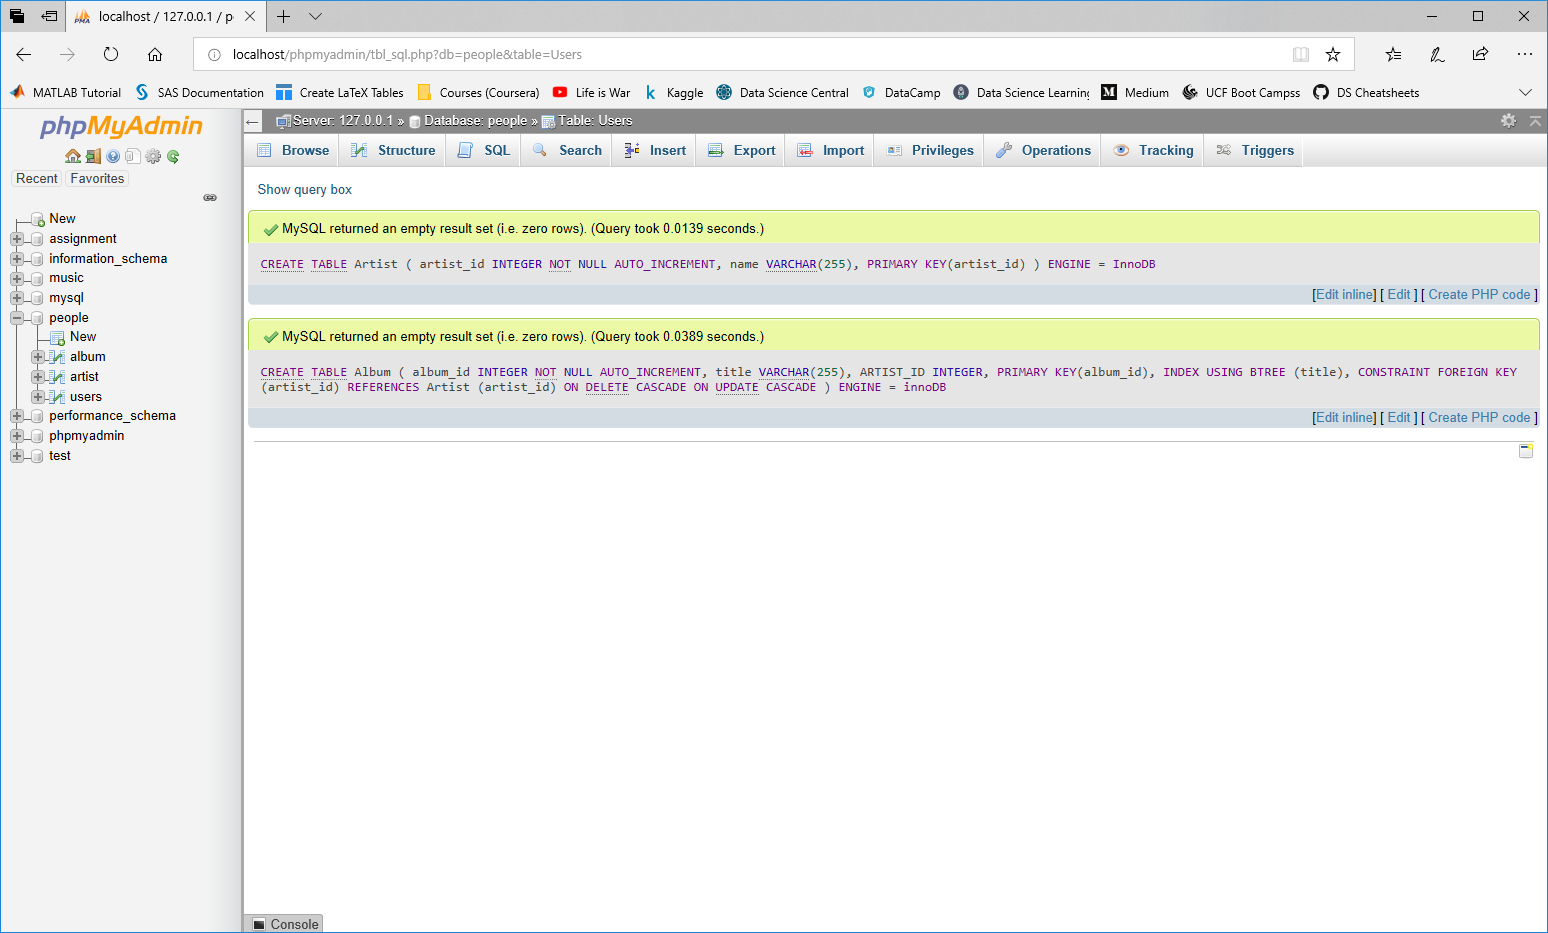 localhost / 127.0.0.1 / p
localhost/phpmyadmin/tbl_sql.php?db=people&table=Users
MATLAB Tutorial SAS Documentation Create LaTeX Tables Courses (Coursera) Life is War Kaggle Data Science Central DataCamp Data Science Learning Medium UCF Boot Campss DS Cheatsheets
phpMyAdmin
Recent Favorites
New
assignment
information_schema
music
mysql
people
New
album
artist
users
performance_schema
phpmyadmin
test
Server: 127.0.0.1 » Database: people » Table: Users
Browse Structure SQL Search Insert Export Import Privileges Operations Tracking Triggers
Show query box
MySQL returned an empty result set (i.e. zero rows). (Query took 0.0139 seconds.)
CREATE TABLE Artist ( artist_id INTEGER NOT NULL AUTO_INCREMENT, name VARCHAR(255), PRIMARY KEY(artist_id) ) ENGINE = InnoDB
[Edit inline] [ Edit ] [ Create PHP code ]
MySQL returned an empty result set (i.e. zero rows). (Query took 0.0389 seconds.)
CREATE TABLE Album ( album_id INTEGER NOT NULL AUTO_INCREMENT, title VARCHAR(255), ARTIST_ID INTEGER, PRIMARY KEY(album_id), INDEX USING BTREE (title), CONSTRAINT FOREIGN KEY
(artist_id) REFERENCES Artist (artist_id) ON DELETE CASCADE ON UPDATE CASCADE ) ENGINE = innoDB
[Edit inline] [ Edit ] [ Create PHP code ]
Console